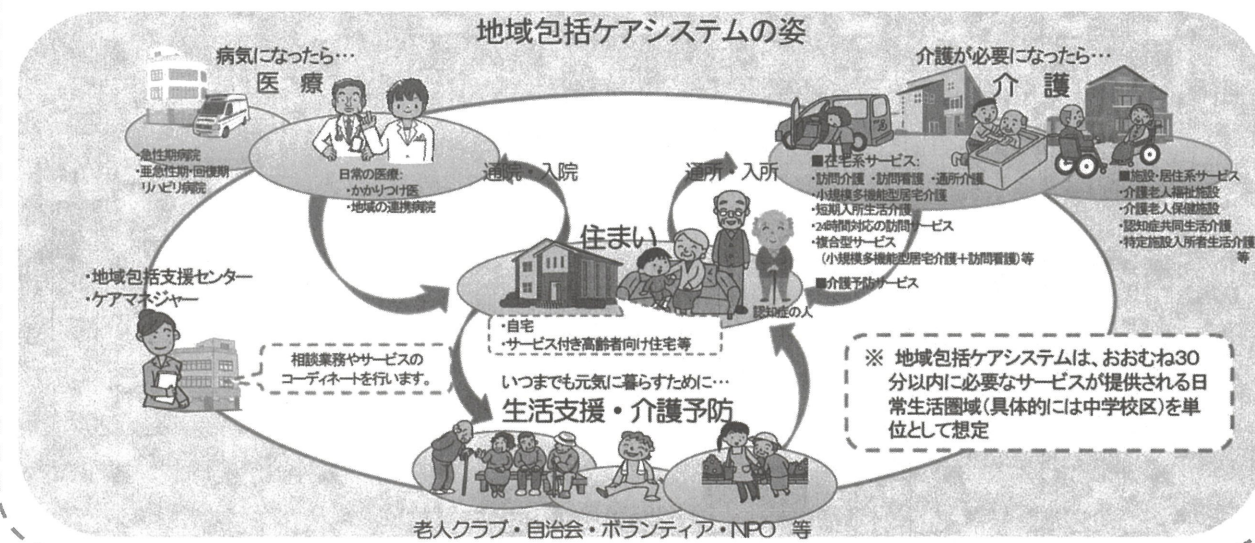 地域包括ケアシステムの姿
病気になったら…
医 療
・急性期病院
・亜急性期・回復期
リハビリ病院
日常の医療:
・かかりつけ医
・地域の連携病院
通院・入院
通所・入所
介護が必要になったら…
介 護
■在宅系サービス:
・訪問介護 ・訪問看護 ・通所介護
・小規模多機能型居宅介護
・短期入所生活介護
・24時間対応の訪問サービス
・複合型サービス
(小規模多機能型居宅介護+訪問看護)等
■介護予防サービス
■施設・居住系サービス
・介護老人福祉施設
・介護老人保健施設
・認知症共同生活介護
・特定施設入所者生活介護
等
住まい
認知症の人
・自宅
・サービス付き高齢者向け住宅等
・地域包括支援センター
・ケアマネジャー
相談業務やサービスの
コーディネートを行います。
いつまでも元気に暮らすために…
生活支援・介護予防
老人クラブ・自治会・ボランティア・NPO 等
※ 地域包括ケアシステムは、おおむね30
分以内に必要なサービスが提供される日
常生活圏域(具体的には中学校区)を単
位として想定